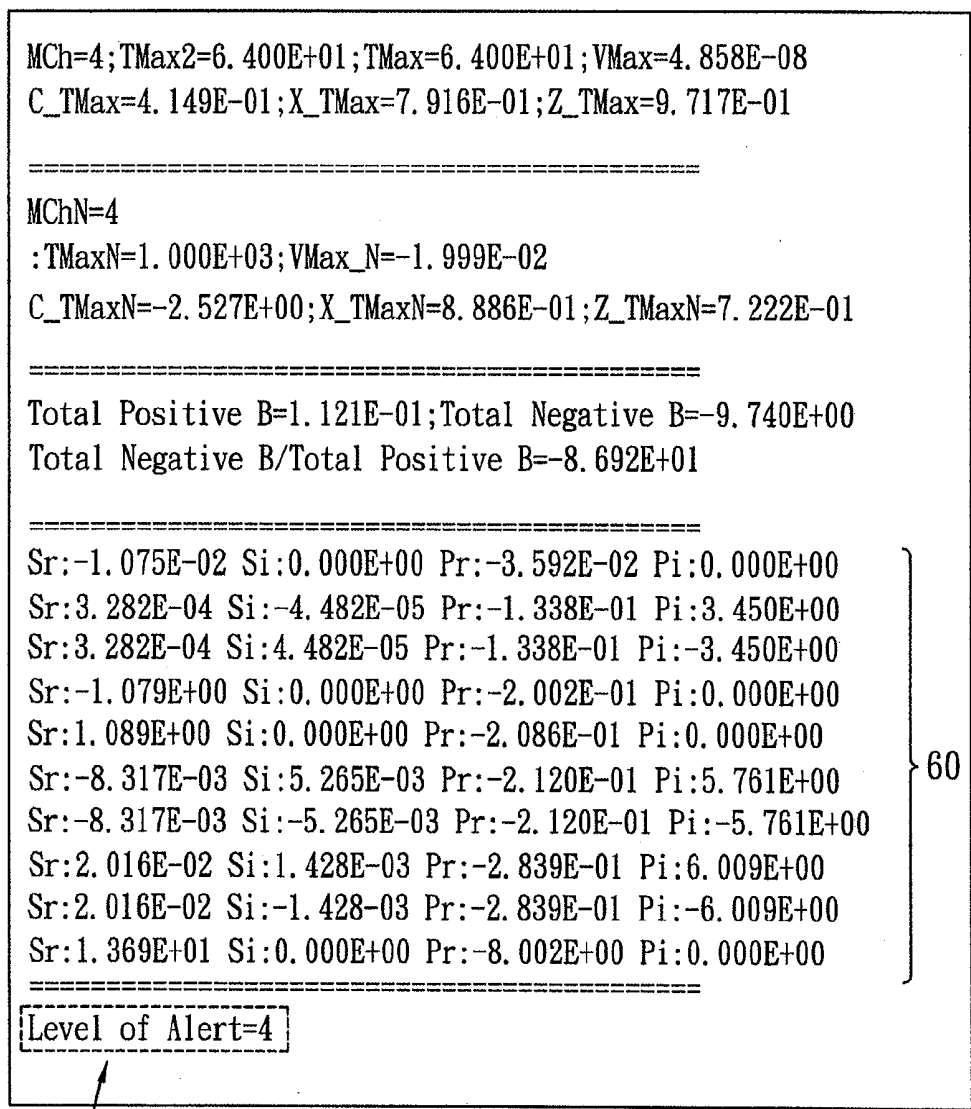 MCh=4;TMax2=6.400E+01;TMax=6.400E+01;VMax=4.858E-08
C_TMax=4.149E-01;X_TMax=7.916E-01;Z_TMax=9.717E-01
==========================================
MChN=4
:TMaxN=1.000E+03;VMax_N=-1.999E-02
C_TMaxN=-2.527E+00;X_TMaxN=8.886E-01;Z_TMaxN=7.222E-01
==========================================
Total Positive B=1.121E-01;Total Negative B=-9.740E+00
Total Negative B/Total Positive B=-8.692E+01
==========================================
Sr:-1.075E-02 Si:0.000E+00 Pr:-3.592E-02 Pi:0.000E+00
Sr:3.282E-04 Si:-4.482E-05 Pr:-1.338E-01 Pi:3.450E+00
Sr:3.282E-04 Si:4.482E-05 Pr:-1.338E-01 Pi:-3.450E+00
Sr:-1.079E+00 Si:0.000E+00 Pr:-2.002E-01 Pi:0.000E+00
Sr:1.089E+00 Si:0.000E+00 Pr:-2.086E-01 Pi:0.000E+00
Sr:-8.317E-03 Si:5.265E-03 Pr:-2.120E-01 Pi:5.761E+00
60
Sr:-8.317E-03 Si:-5.265E-03 Pr:-2.120E-01 Pi:-5.761E+00
Sr:2.016E-02 Si:1.428E-03 Pr:-2.839E-01 Pi:6.009E+00
Sr:2.016E-02 Si:-1.428-03 Pr:-2.839E-01 Pi:-6.009E+00
Sr:1.369E+01 Si:0.000E+00 Pr:-8.002E+00 Pi:0.000E+00
==========================================
Level of Alert=4